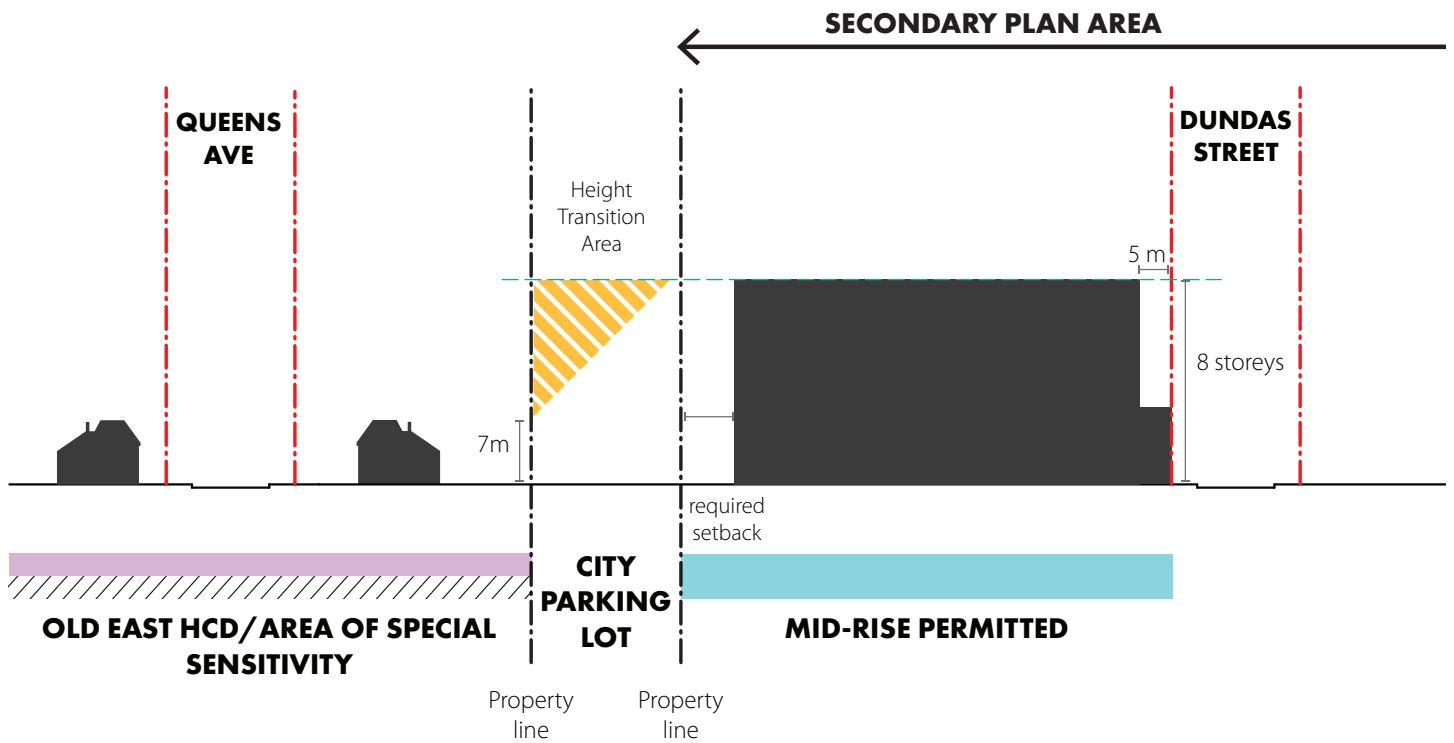 SECONDARY PLAN AREA
QUEENS
AVE
DUNDAS
STREET
Height
Transition
Area
5 m
8 storeys
7m
required
setback
CITY
PARKING
LOT
OLD EAST HCD/AREA OF SPECIAL
SENSITIVITY
MID-RISE PERMITTED
Property
line
Property
line